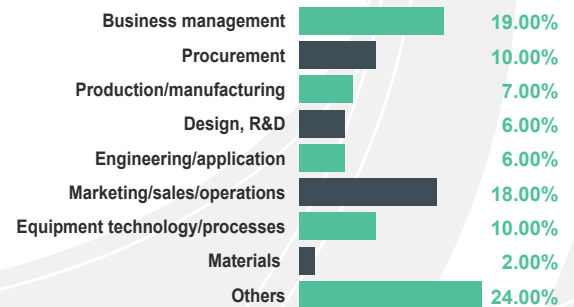 Business management 19.00%
Procurement 10.00%
Production/manufacturing 7.00%
Design, R&D 6.00%
Engineering/application 6.00%
Marketing/sales/operations 18.00%
Equipment technology/processes 10.00%
Materials 2.00%
Others 24.00%